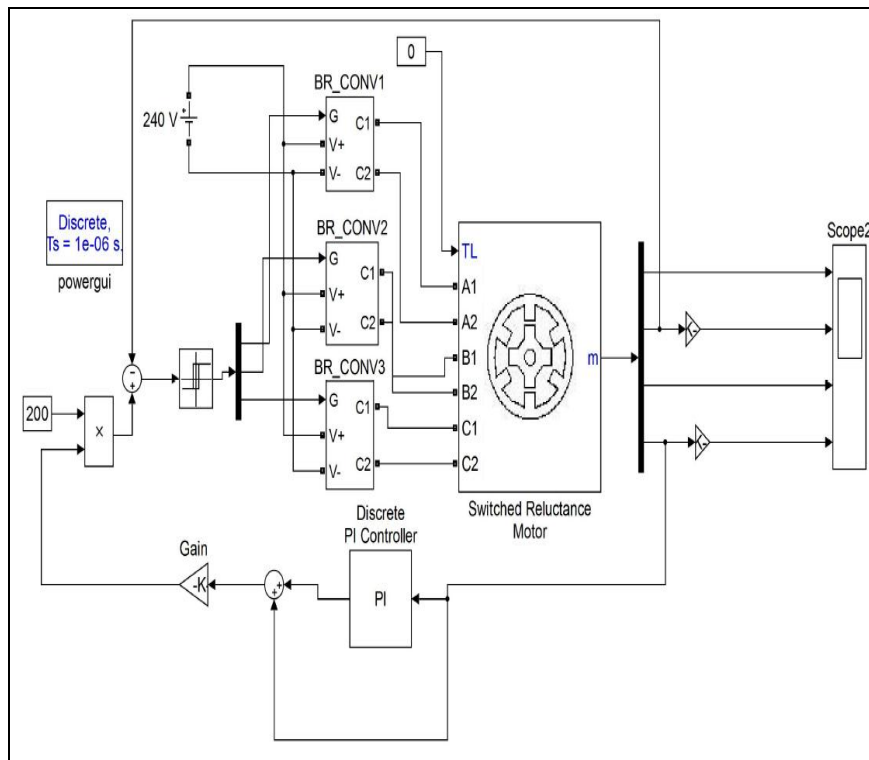 0
BR_CONV1
240 V
G
V+
V-
C1
C2
Discrete,
Ts = 1e-06 s.
powergui
BR_CONV2
G
V+
V-
C1
C2
BR_CONV3
G
V+
V-
C1
C2
TL
A1
A2
B1
B2
C1
C2
m
Switched Reluctance
Motor
Scope2
200
×
Gain
-K
Discrete
PI Controller
PI